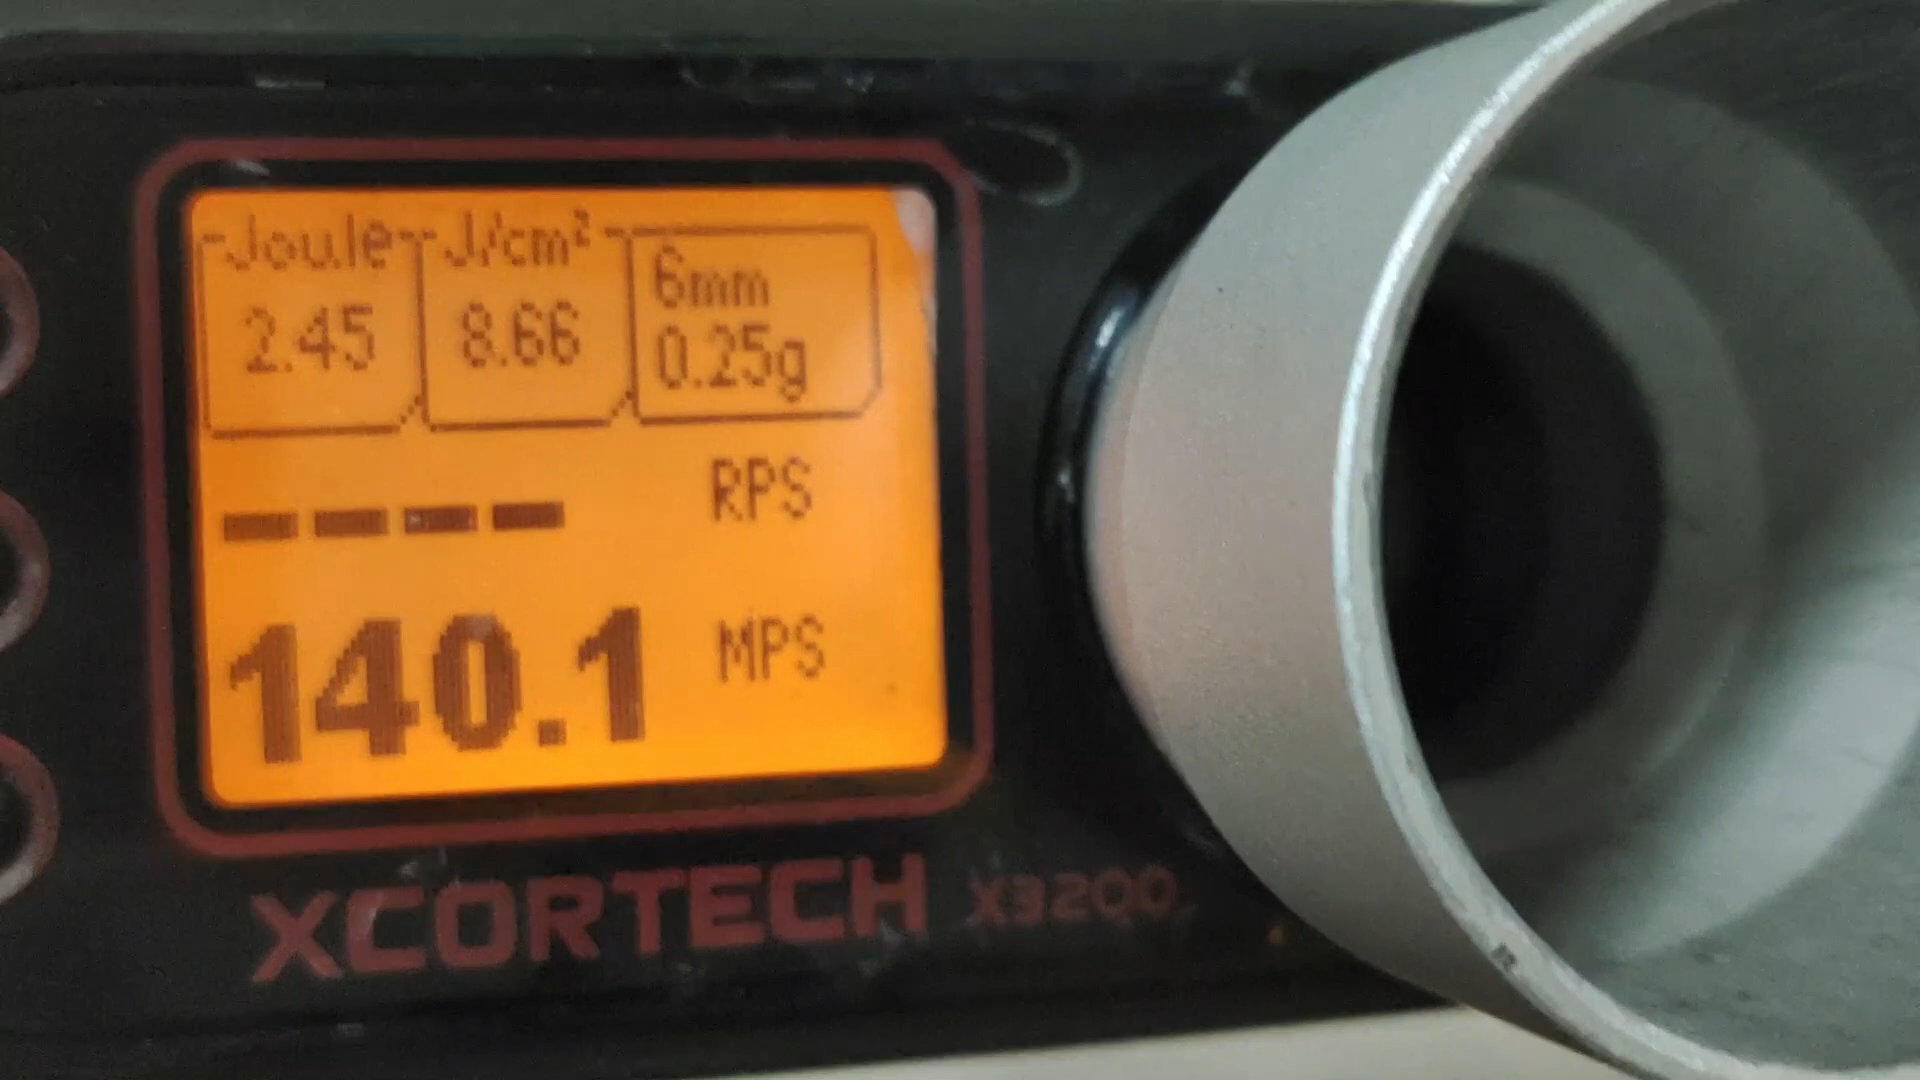 Joule J/cm² 6mm
2.45 8.66 0.25g
---- RPS
140.1 MPS
XCORTECH X3200